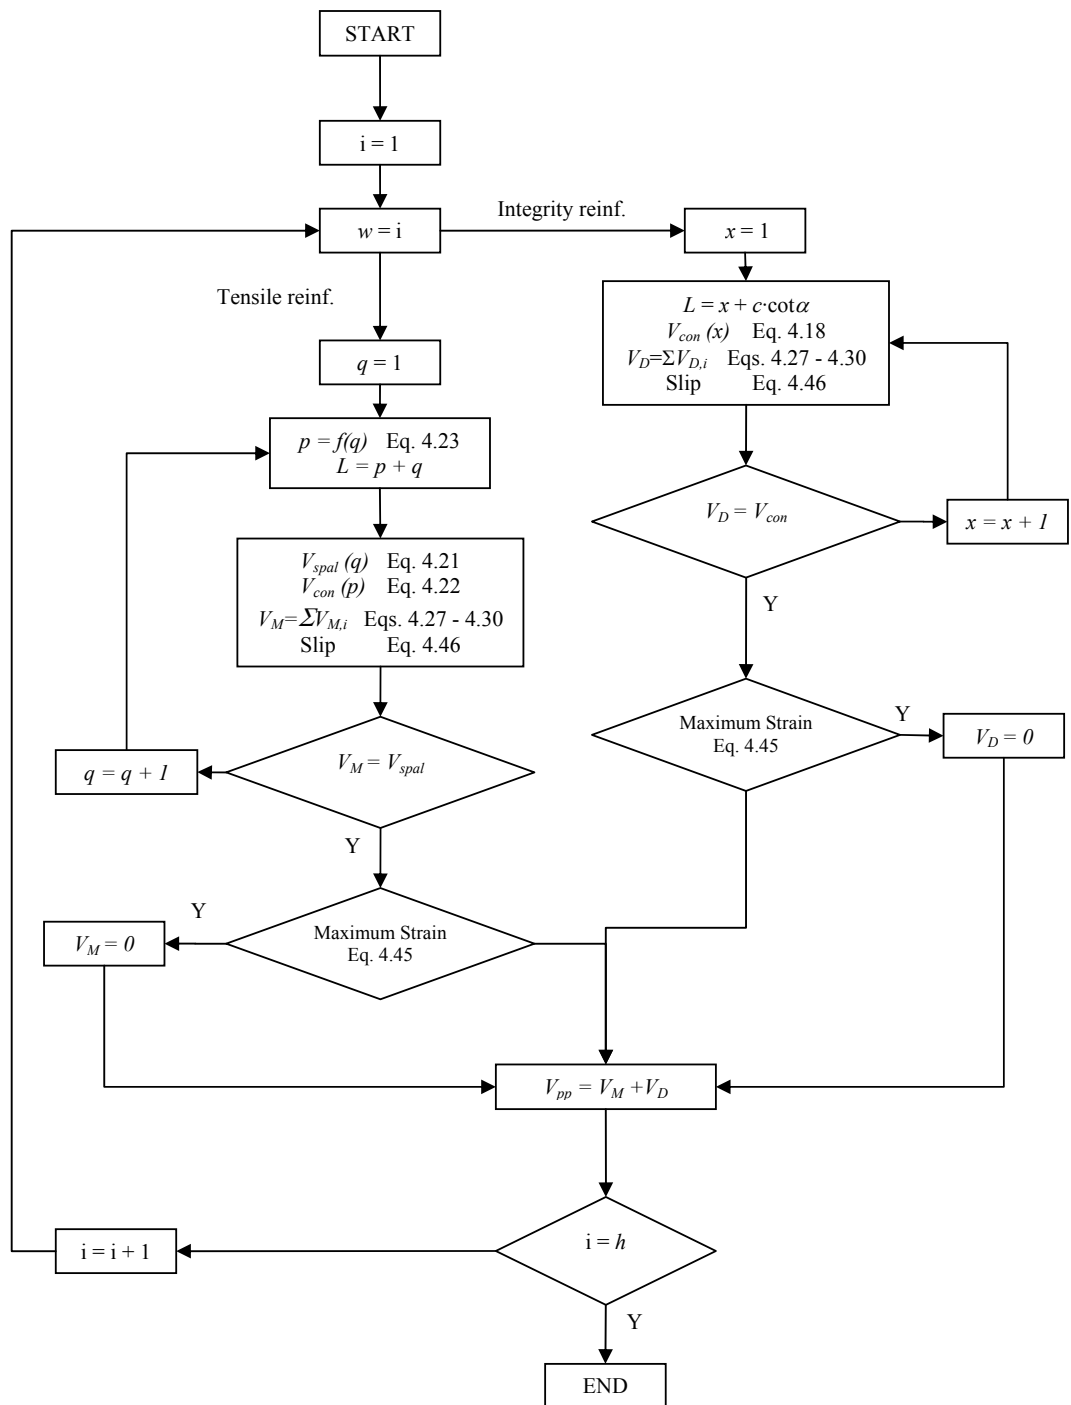 START
i = 1
w = i
Integrity reinf.
x = 1
Tensile reinf.
L = x + c·cotα
V_con (x) Eq. 4.18
V_D=ΣV_D,i Eqs. 4.27 - 4.30
Slip Eq. 4.46
q = 1
p = f(q) Eq. 4.23
L = p + q
V_D = V_con
x = x + 1
Y
V_spal (q) Eq. 4.21
V_con (p) Eq. 4.22
V_M=ΣV_M,i Eqs. 4.27 - 4.30
Slip Eq. 4.46
Maximum Strain
Eq. 4.45
Y
V_D = 0
V_M = V_spal
q = q + 1
Y
Maximum Strain
Eq. 4.45
Y
V_M = 0
V_pp = V_M +V_D
i = h
i = i + 1
Y
END